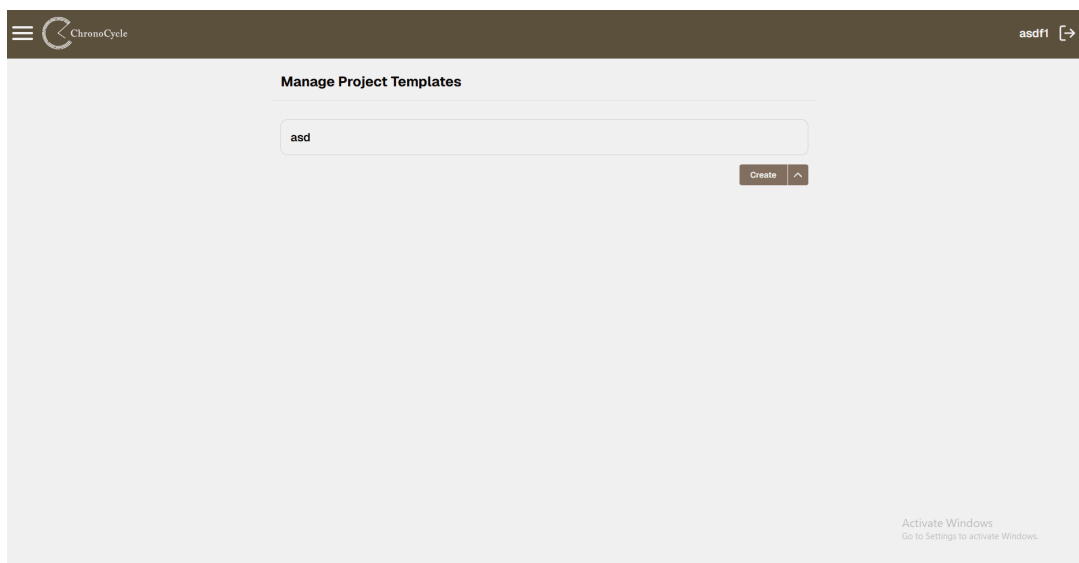 ChronoCycle
asdf1
Manage Project Templates
asd
Create
Activate Windows
Go to Settings to activate Windows.